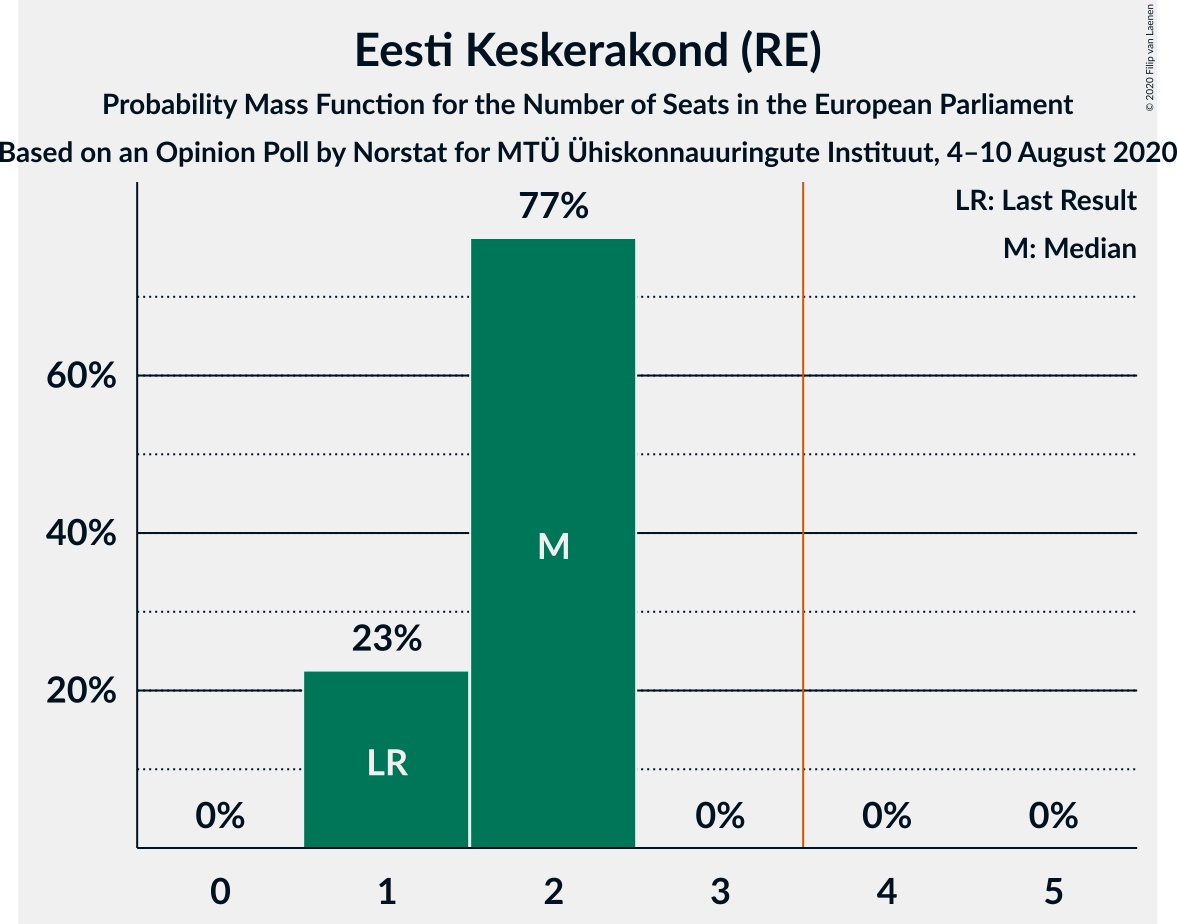 Eesti Keskerakond (RE)
Probability Mass Function for the Number of Seats in the European Parliament
Based on an Opinion Poll by Norstat for MTÜ Ühiskonnauuringute Instituut, 4–10 August 2020
© 2020 Filip van Laenen
LR: Last Result
M: Median
77%
60%
40%
M
23%
20%
LR
0%
0%
0%
0%
0
1
2
3
4
5